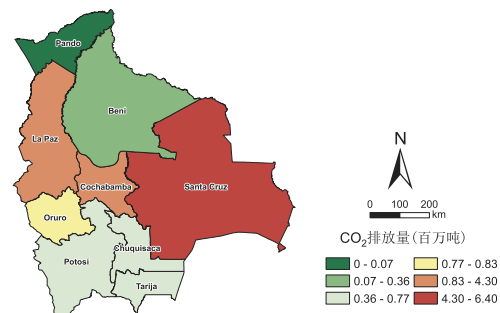 Pando
Beni
La Paz
Cochabamba
Santa Cruz
Oruro
Chuquisaca
Potosi
Tarija
N
0 100 200
km
CO₂排放量(百万吨)
0 - 0.07
0.07 - 0.36
0.36 - 0.77
0.77 - 0.83
0.83 - 4.30
4.30 - 6.40